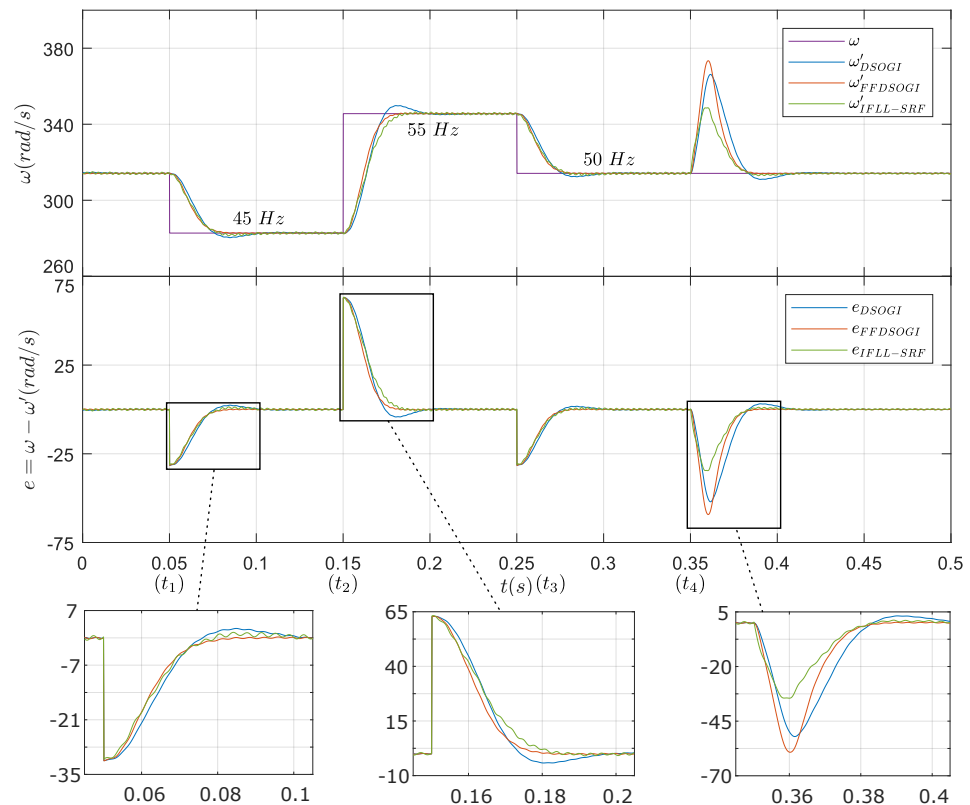 380
340
300
260
ω(rad/s)
ω
ω′DSOGI
ω′FFDSOGI
ω′IFLL−SRF
45 Hz
55 Hz
50 Hz
75
25
-25
-75
e = ω − ω′(rad/s)
eDSOGI
eFFDSOGI
eIFLL−SRF
0 0.05 0.1 0.15 0.2 0.25 0.3 0.35 0.4 0.45 0.5
(t1) (t2) t(s) (t3) (t4)
7
-7
-21
-35
0.06 0.08 0.1
65
40
15
-10
0.16 0.18 0.2
5
-20
-45
-70
0.36 0.38 0.4